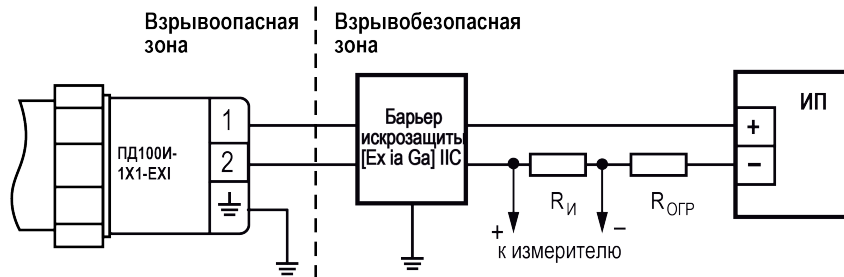 Взрывоопасная
зона
Взрывобезопасная
зона
ПД100И-
1Х1-EXI
1
2
Барьер
искрозащиты
[Ex ia Ga] IIC
ИП
+
−
RИ
RОГР
+
−
к измерителю